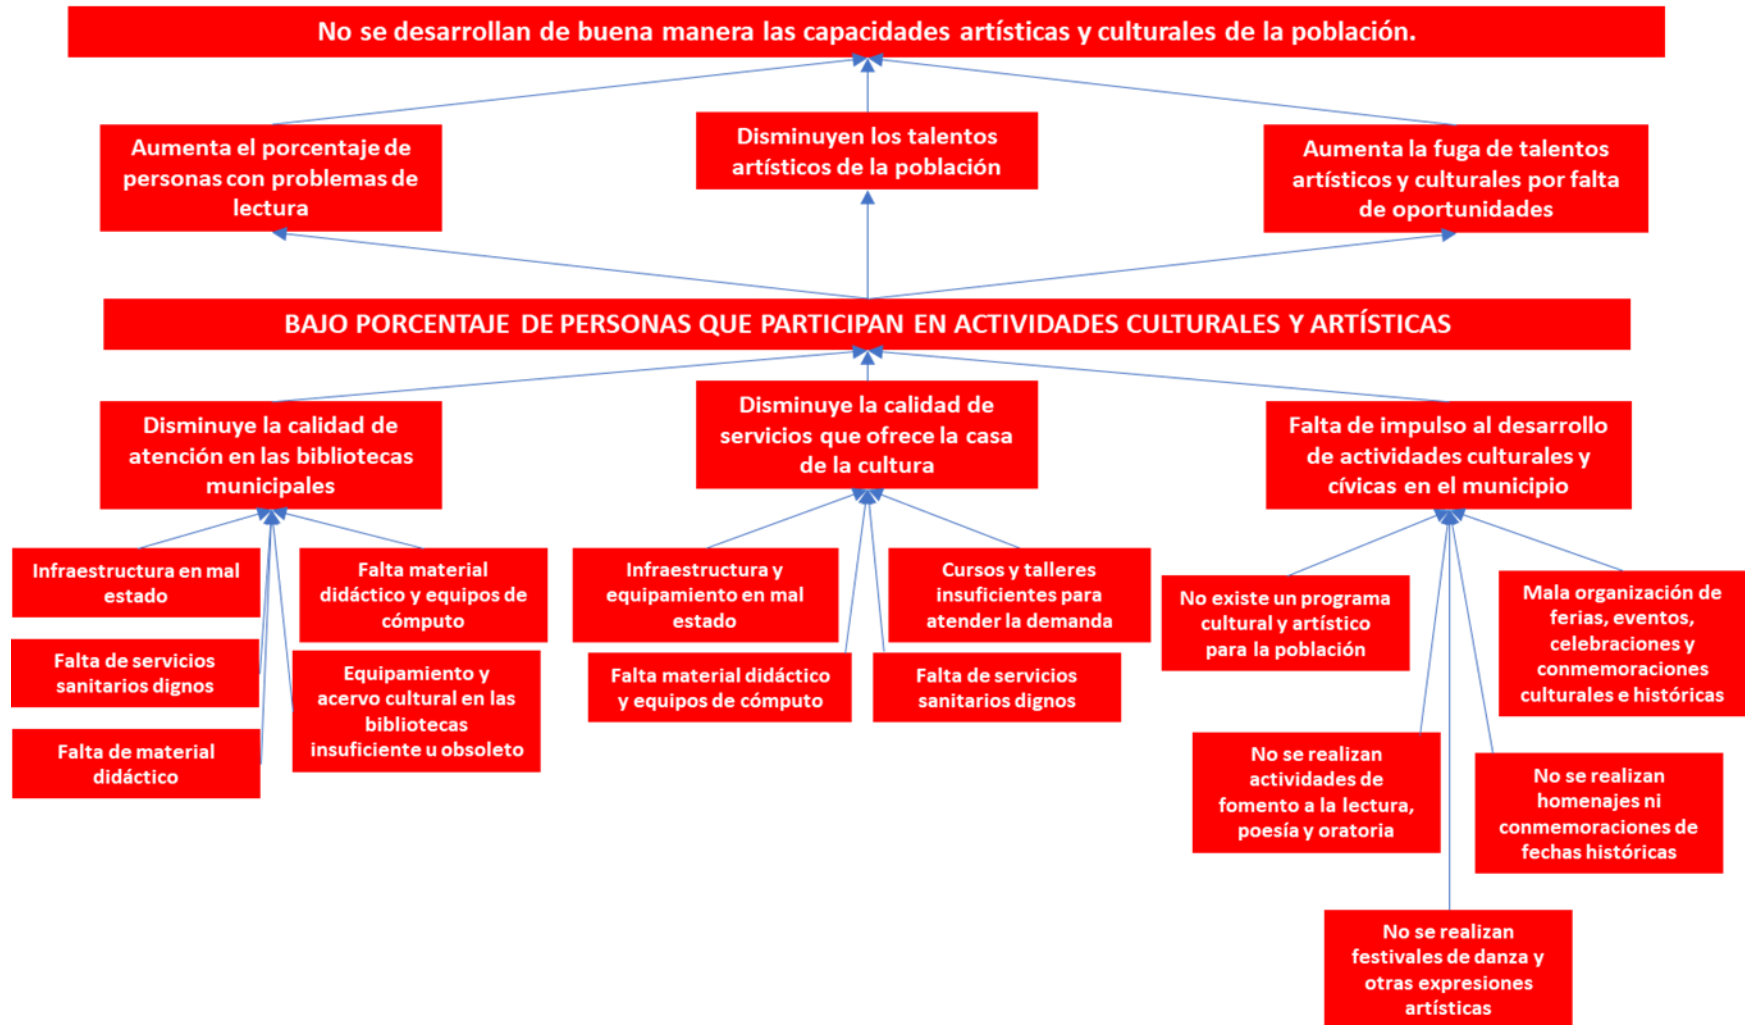 No se desarrollan de buena manera las capacidades artísticas y culturales de la población.
Aumenta el porcentaje de
personas con problemas de
lectura
Disminuyen los talentos
artísticos de la población
Aumenta la fuga de talentos
artísticos y culturales por falta
de oportunidades
BAJO PORCENTAJE DE PERSONAS QUE PARTICIPAN EN ACTIVIDADES CULTURALES Y ARTÍSTICAS
Disminuye la calidad de
atención en las bibliotecas
municipales
Disminuye la calidad de
servicios que ofrece la casa
de la cultura
Falta de impulso al desarrollo
de actividades culturales y
cívicas en el municipio
Infraestructura en mal
estado
Falta material
didáctico y equipos de
cómputo
Falta de servicios
sanitarios dignos
Equipamiento y
acervo cultural en las
bibliotecas
insuficiente u obsoleto
Falta de material
didáctico
Infraestructura y
equipamiento en mal
estado
Cursos y talleres
insuficientes para
atender la demanda
Falta material didáctico
y equipos de cómputo
Falta de servicios
sanitarios dignos
No existe un programa
cultural y artístico
para la población
Mala organización de
ferias, eventos,
celebraciones y
conmemoraciones
culturales e históricas
No se realizan
actividades de
fomento a la lectura,
poesía y oratoria
No se realizan
homenajes ni
conmemoraciones de
fechas históricas
No se realizan
festivales de danza y
otras expresiones
artísticas